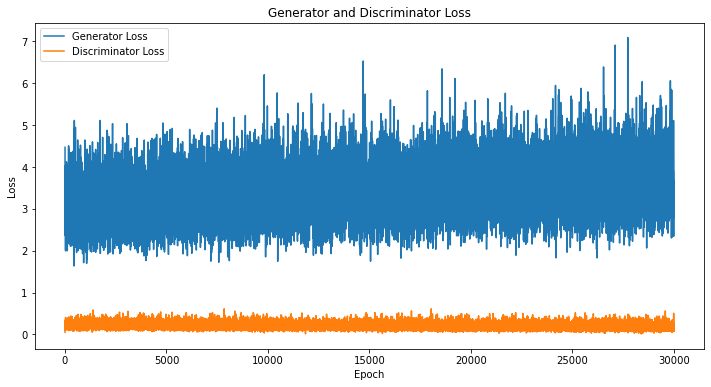 Generator and Discriminator Loss
Generator Loss
Discriminator Loss
7
6
5
4
3
2
1
0
Loss
0 5000 10000 15000 20000 25000 30000
Epoch